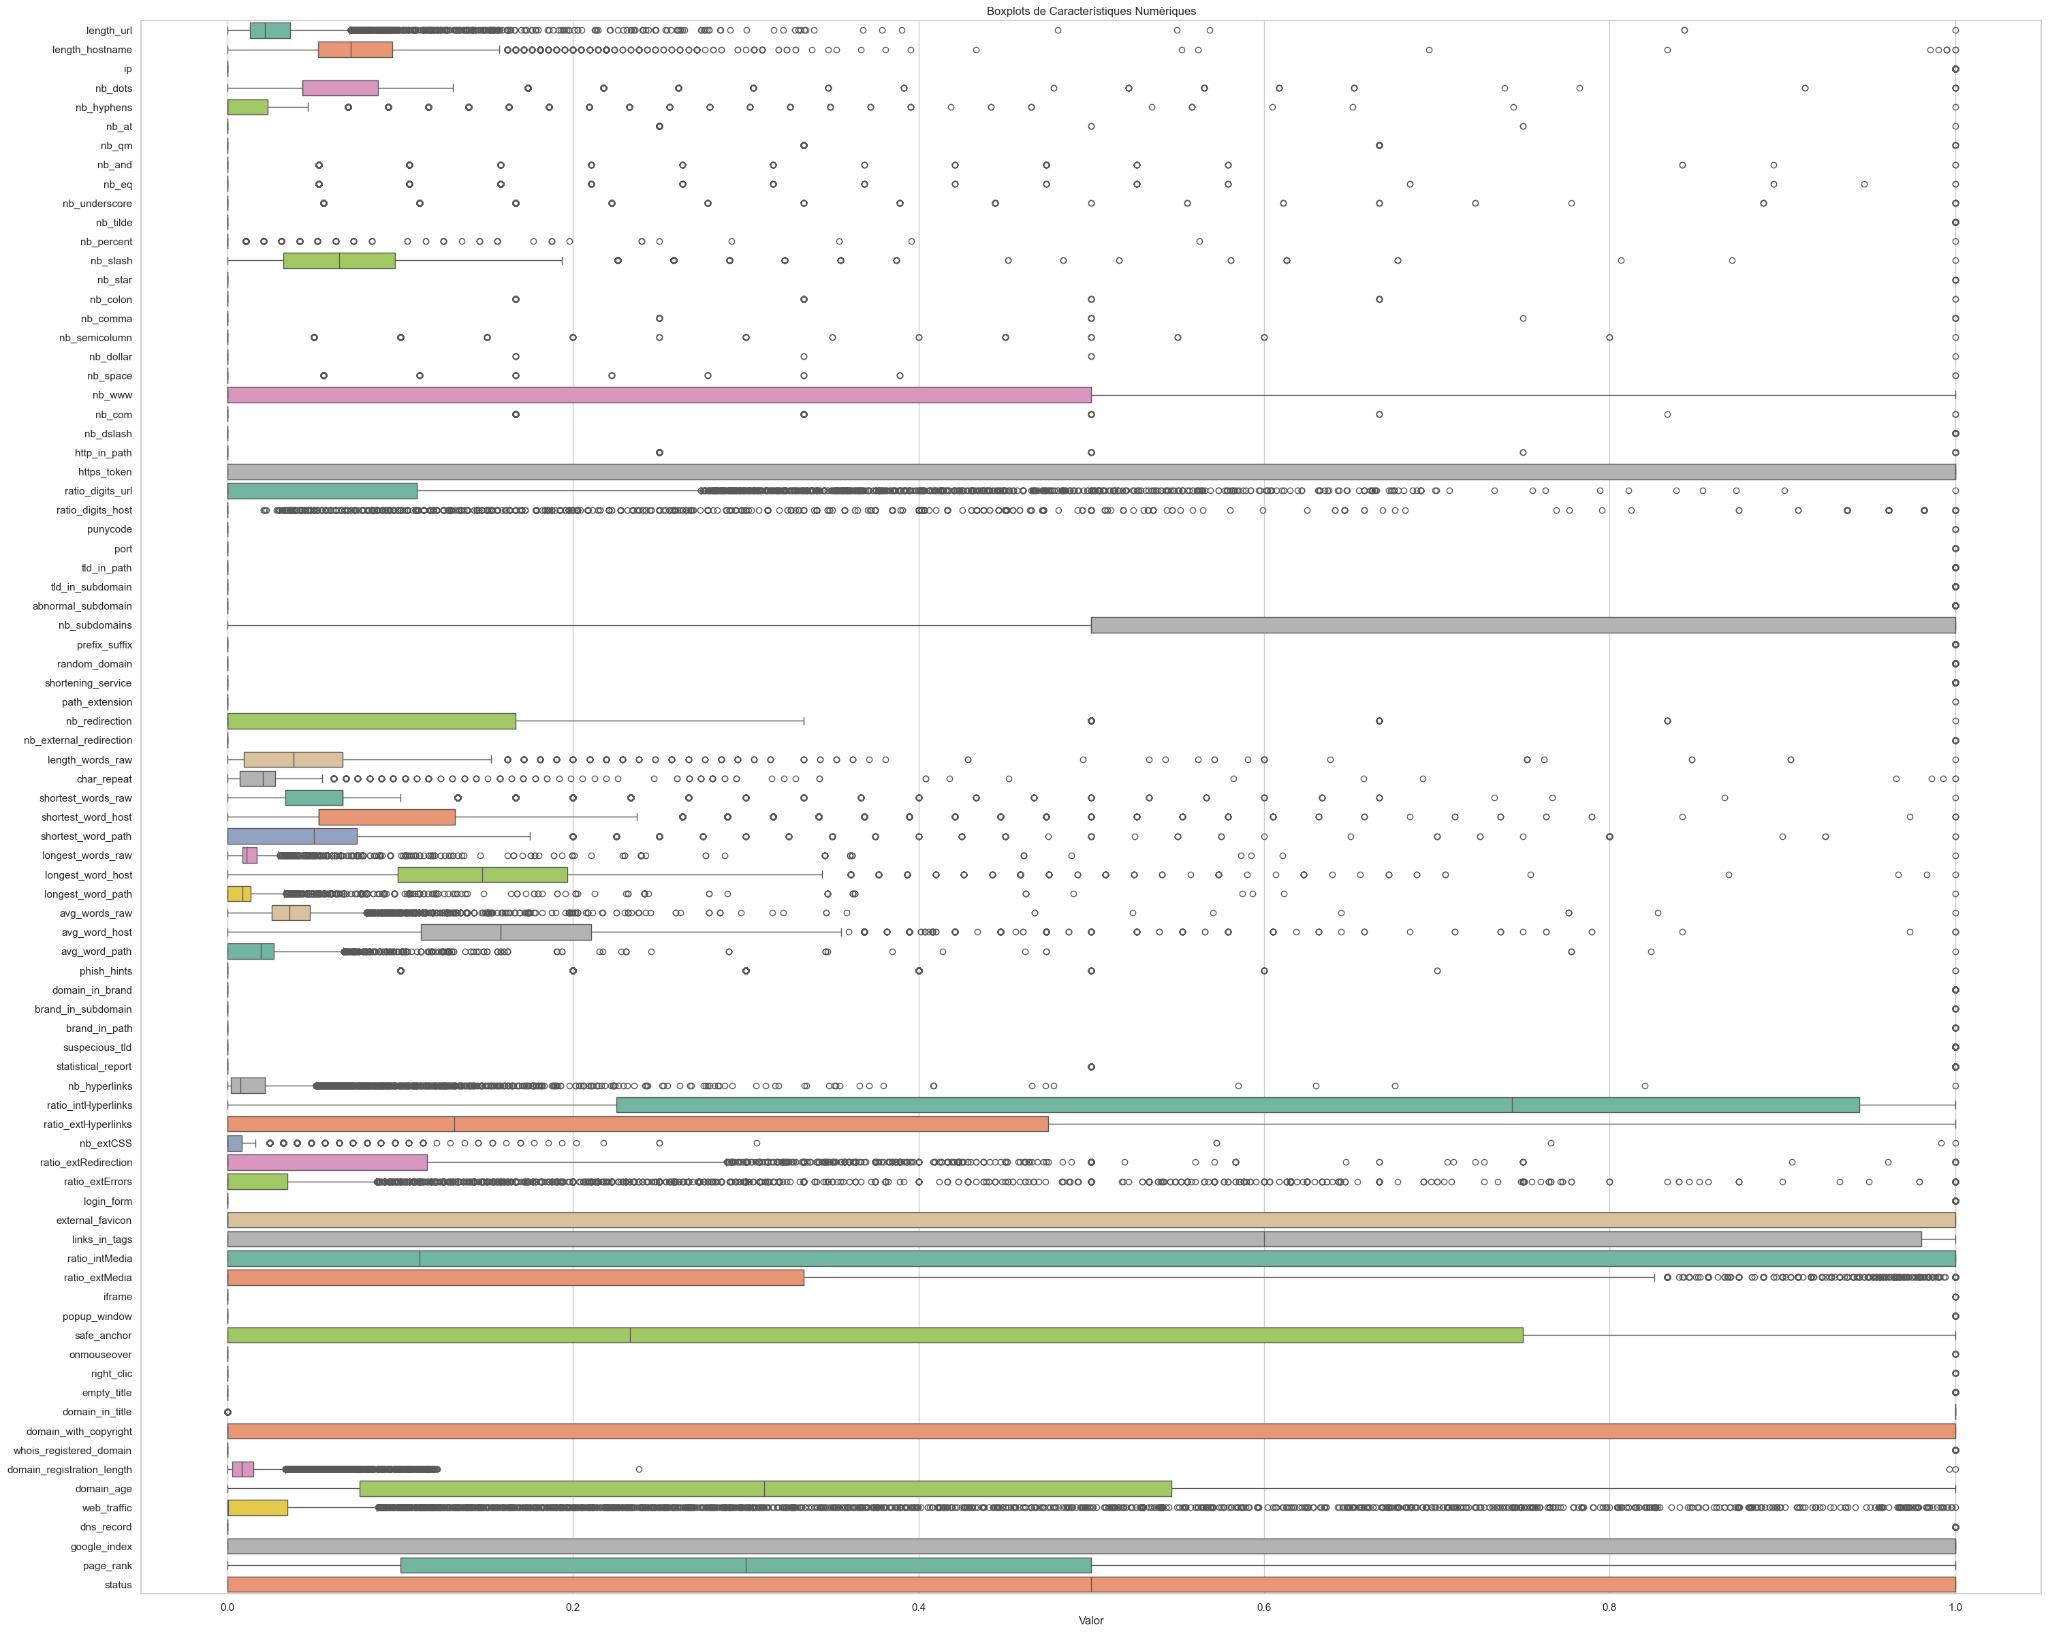 Boxplots de Característiques Numèriques
length_url
length_hostname
ip
nb_dots
nb_hyphens
nb_at
nb_qm
nb_and
nb_eq
nb_underscore
nb_tilde
nb_percent
nb_slash
nb_star
nb_colon
nb_comma
nb_semicolumn
nb_dollar
nb_space
nb_www
nb_com
nb_dslash
http_in_path
https_token
ratio_digits_url
ratio_digits_host
punycode
port
tld_in_path
tld_in_subdomain
abnormal_subdomain
nb_subdomains
prefix_suffix
random_domain
shortening_service
path_extension
nb_redirection
nb_external_redirection
length_words_raw
char_repeat
shortest_words_raw
shortest_word_host
shortest_word_path
longest_words_raw
longest_word_host
longest_word_path
avg_words_raw
avg_word_host
avg_word_path
phish_hints
domain_in_brand
brand_in_subdomain
brand_in_path
suspecious_tld
statistical_report
nb_hyperlinks
ratio_intHyperlinks
ratio_extHyperlinks
nb_extCSS
ratio_extRedirection
ratio_extErrors
login_form
external_favicon
links_in_tags
ratio_intMedia
ratio_extMedia
iframe
popup_window
safe_anchor
onmouseover
right_clic
empty_title
domain_in_title
domain_with_copyright
whois_registered_domain
domain_registration_length
domain_age
web_traffic
dns_record
google_index
page_rank
status
0.0 0.2 0.4 0.6 0.8 1.0
Valor